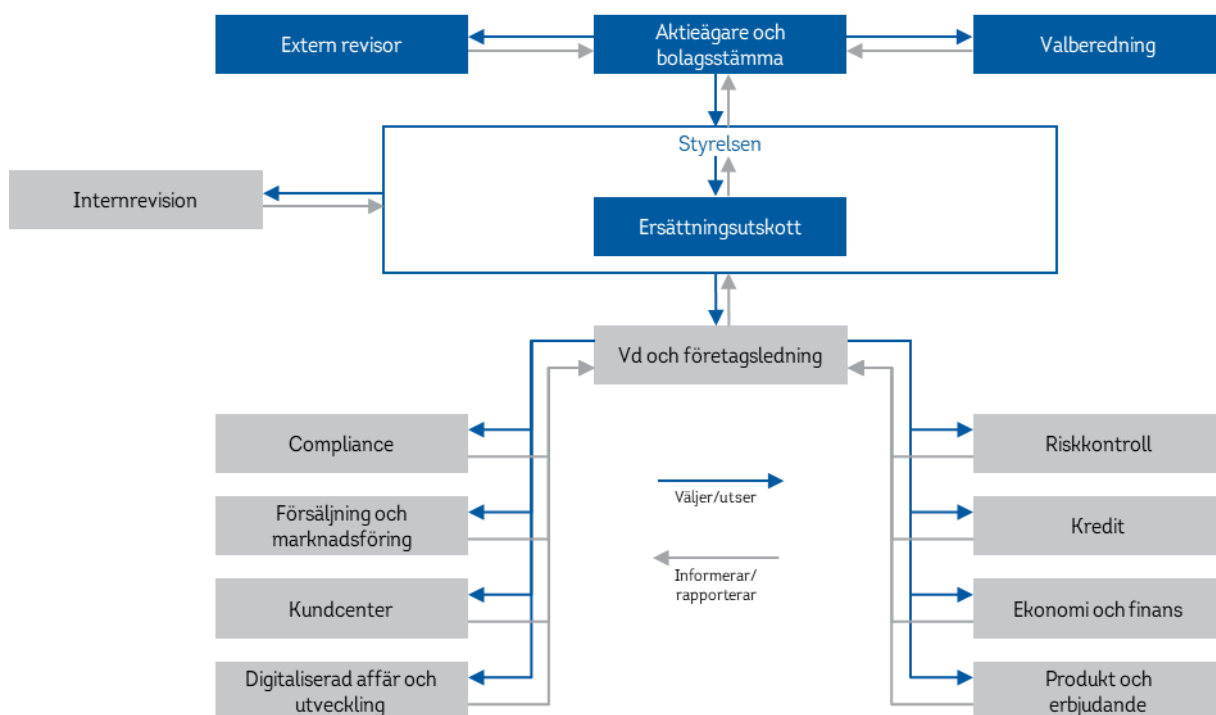 Extern revisor
Aktieägare och
bolagsstämma
Valberedning
Styrelsen
Internrevision
Ersättningsutskott
Vd och företagsledning
Compliance
Riskkontroll
Väljer/utser
Försäljning och
marknadsföring
Kredit
Informerar/
rapporterar
Kundcenter
Ekonomi och finans
Digitaliserad affär och
utveckling
Produkt och
erbjudande